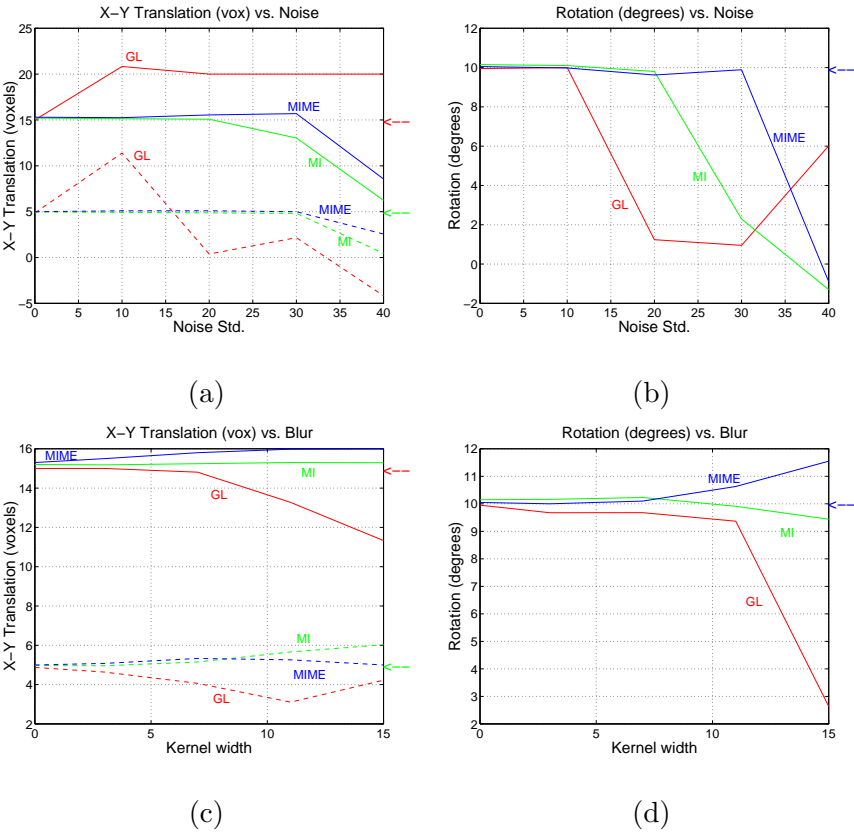 X−Y Translation (vox) vs. Noise
25
20
15
10
5
0
−5
0 5 10 15 20 25 30 35 40
X−Y Translation (voxels)
Noise Std.
GL
MIME
MI
GL
MIME
MI
(a)
Rotation (degrees) vs. Noise
12
10
8
6
4
2
0
−2
0 5 10 15 20 25 30 35 40
Rotation (degrees)
Noise Std.
MIME
MI
GL
(b)
X−Y Translation (vox) vs. Blur
16
14
12
10
8
6
4
2
0 5 10 15
X−Y Translation (voxels)
Kernel width
MIME
MI
GL
MI
MIME
GL
(c)
Rotation (degrees) vs. Blur
12
11
10
9
8
7
6
5
4
3
2
0 5 10 15
Rotation (degrees)
Kernel width
MIME
MI
GL
(d)